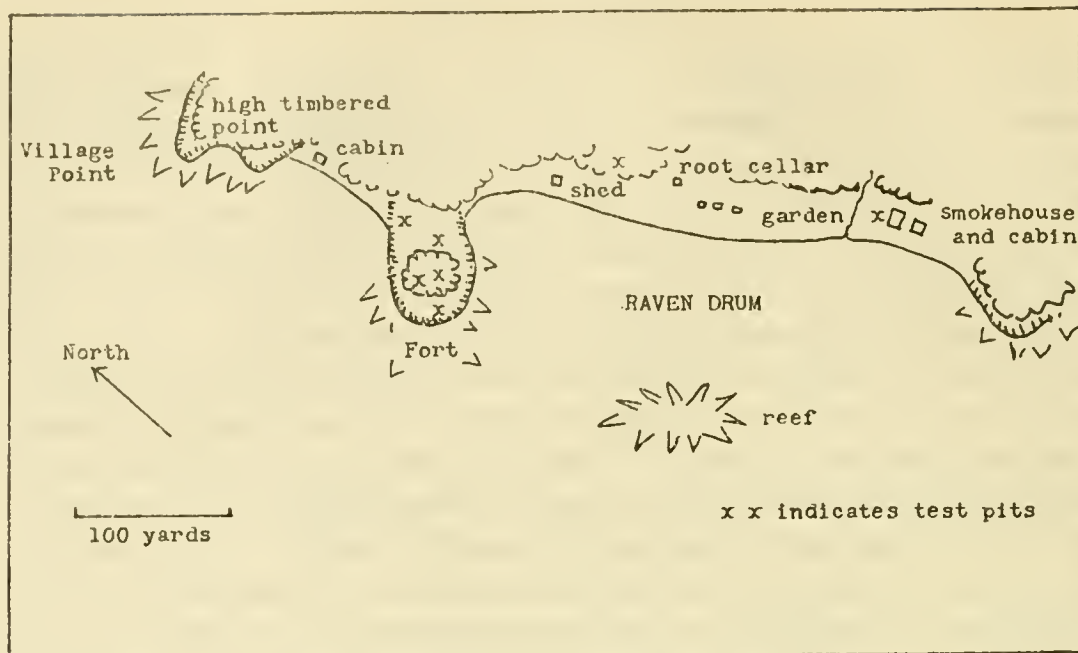 high timbered
point
Village
Point
cabin
x
root cellar
shed
x
garden
x
Smokehouse
and cabin
x
x x
x
RAVEN DRUM
Fort
North
reef
100 yards
x x indicates test pits